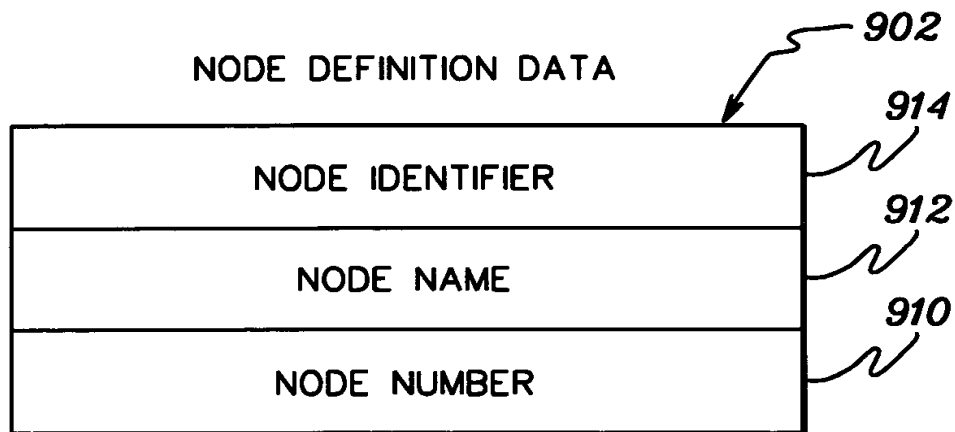 902
NODE DEFINITION DATA
914
NODE IDENTIFIER
912
NODE NAME
910
NODE NUMBER